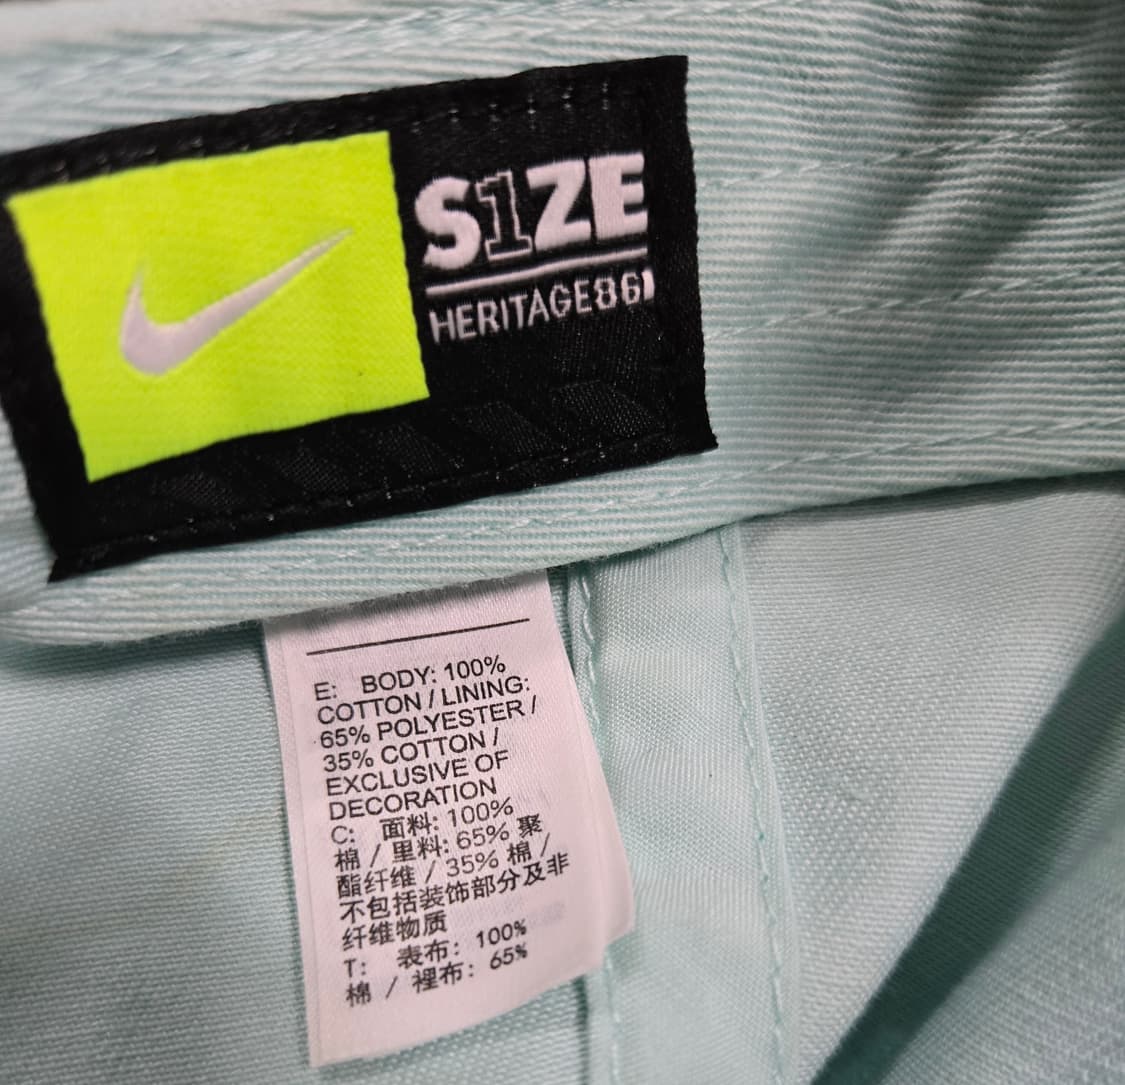 S1ZE
HERITAGE86
E: BODY: 100%
COTTON / LINING:
65% POLYESTER /
35% COTTON /
EXCLUSIVE OF
DECORATION
C: 面料: 100%
棉 / 里料: 65% 聚
酯纤维 / 35% 棉 /
不包括装饰部分及非
纤维物质
T: 表布: 100%
棉 / 裡布: 65%